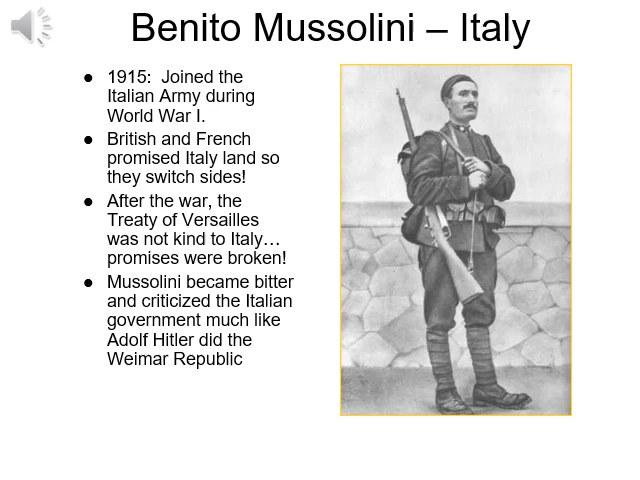 Benito Mussolini – Italy
● 1915:  Joined the
Italian Army during
World War I.
● British and French
promised Italy land so
they switch sides!
● After the war, the
Treaty of Versailles
was not kind to Italy…
promises were broken!
● Mussolini became bitter
and criticized the Italian
government much like
Adolf Hitler did the
Weimar Republic